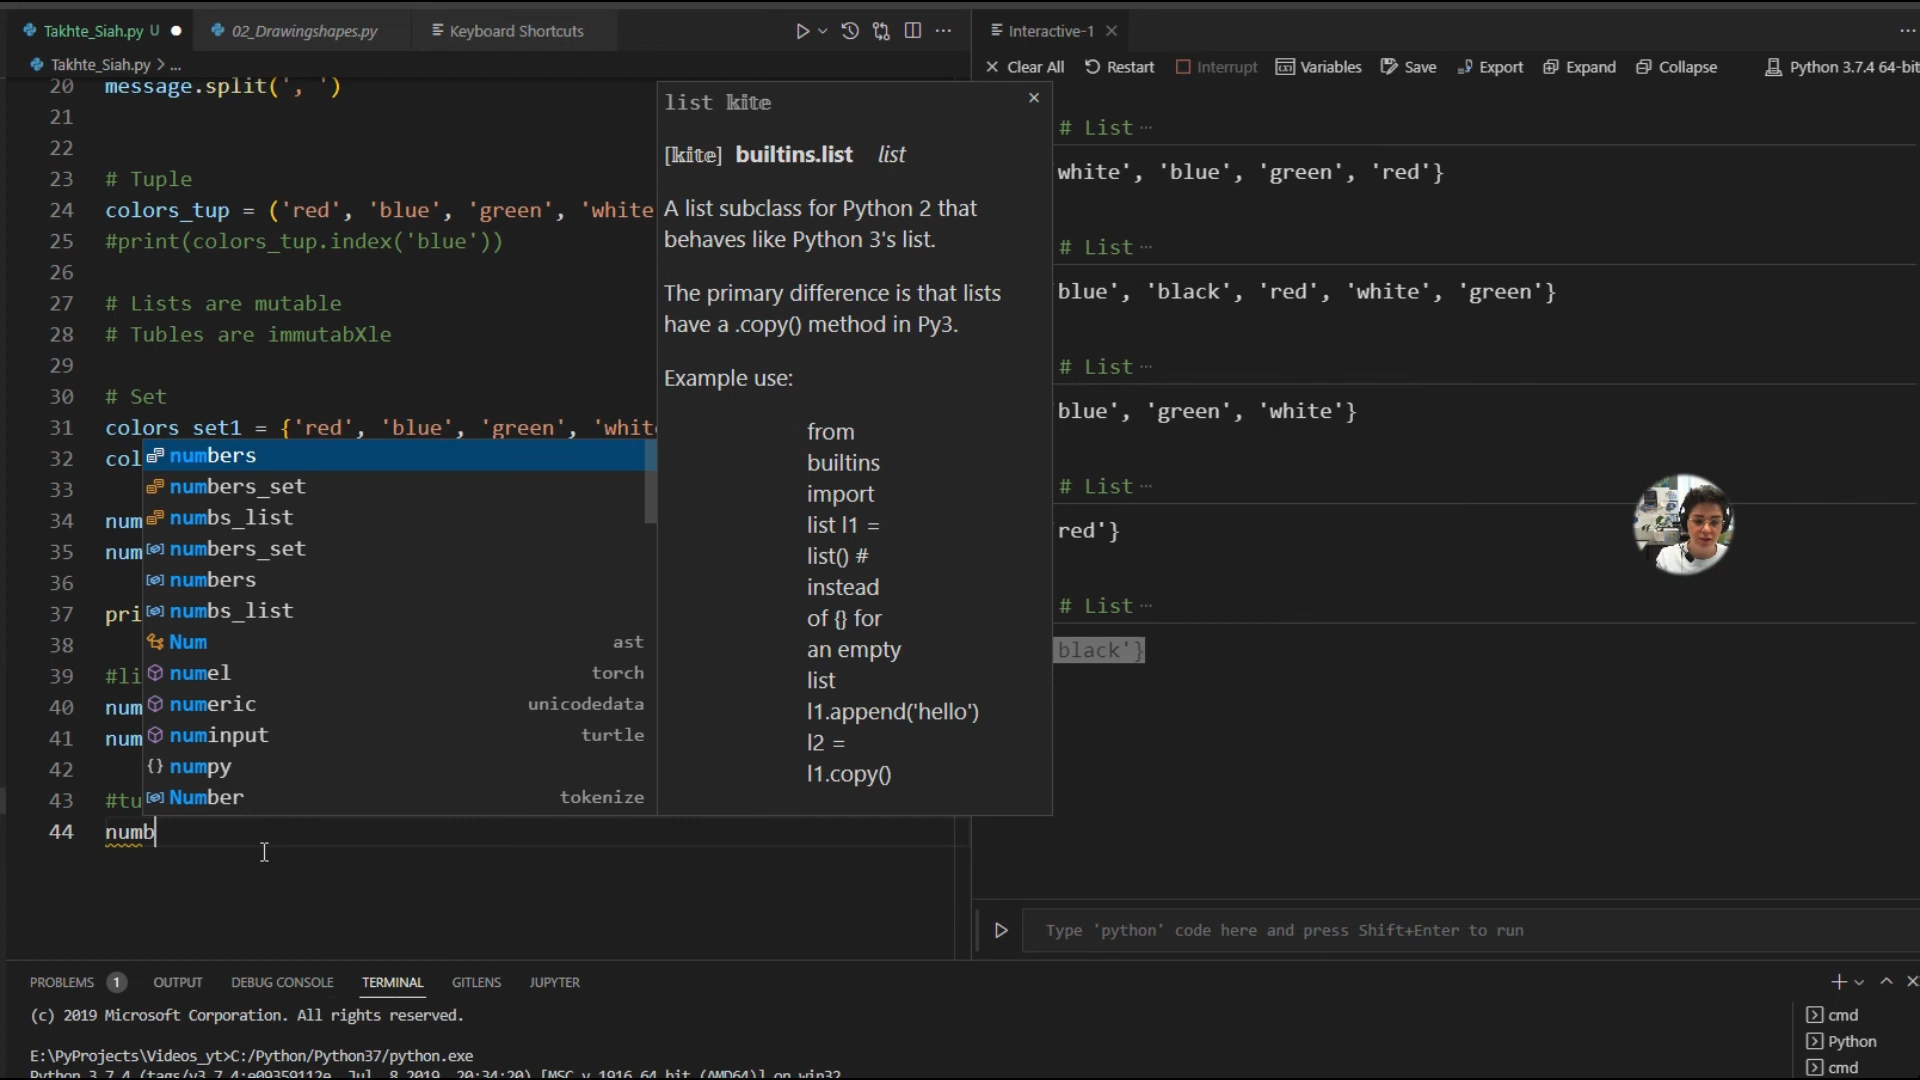 Takhte_Siah.py U
02_Drawingshapes.py
Keyboard Shortcuts
Interactive-1
Takhte_Siah.py > ...
Clear All Restart Interrupt Variables Save Export Expand Collapse Python 3.7.4 64-bit
20 message.split(', ')
21
22
23 # Tuple
24 colors_tup = ('red', 'blue', 'green', 'white
25 #print(colors_tup.index('blue'))
26
27 # Lists are mutable
28 # Tubles are immutabXle
29
30 # Set
31 colors_set1 = {'red', 'blue', 'green', 'white
32 col
33
34 num
35 num
36
37 pri
38
39 #li
40 num
41 num
42
43 #tu
44 numb
numbers
numbers_set
numbs_list
numbers_set
numbers
numbs_list
Num ast
numel torch
numeric unicodedata
numinput turtle
numpy
Number tokenize
list kite
[kite] builtins.list list
A list subclass for Python 2 that
behaves like Python 3's list.
The primary difference is that lists
have a .copy() method in Py3.
Example use:
from
builtins
import
list l1 =
list() #
instead
of {} for
an empty
list
l1.append('hello')
l2 =
l1.copy()
# List ...
white', 'blue', 'green', 'red'}
# List ...
blue', 'black', 'red', 'white', 'green'}
# List ...
blue', 'green', 'white'}
# List ...
red'}
# List ...
black'}
Type 'python' code here and press Shift+Enter to run
PROBLEMS 1 OUTPUT DEBUG CONSOLE TERMINAL GITLENS JUPYTER
(c) 2019 Microsoft Corporation. All rights reserved.
E:\PyProjects\Videos_yt>C:/Python/Python37/python.exe
Python 3.7.4 (tags/v3.7.4:e09359112e, Jul  8 2019, 20:34:20) [MSC v.1916 64 bit (AMD64)] on win32
cmd
Python
cmd